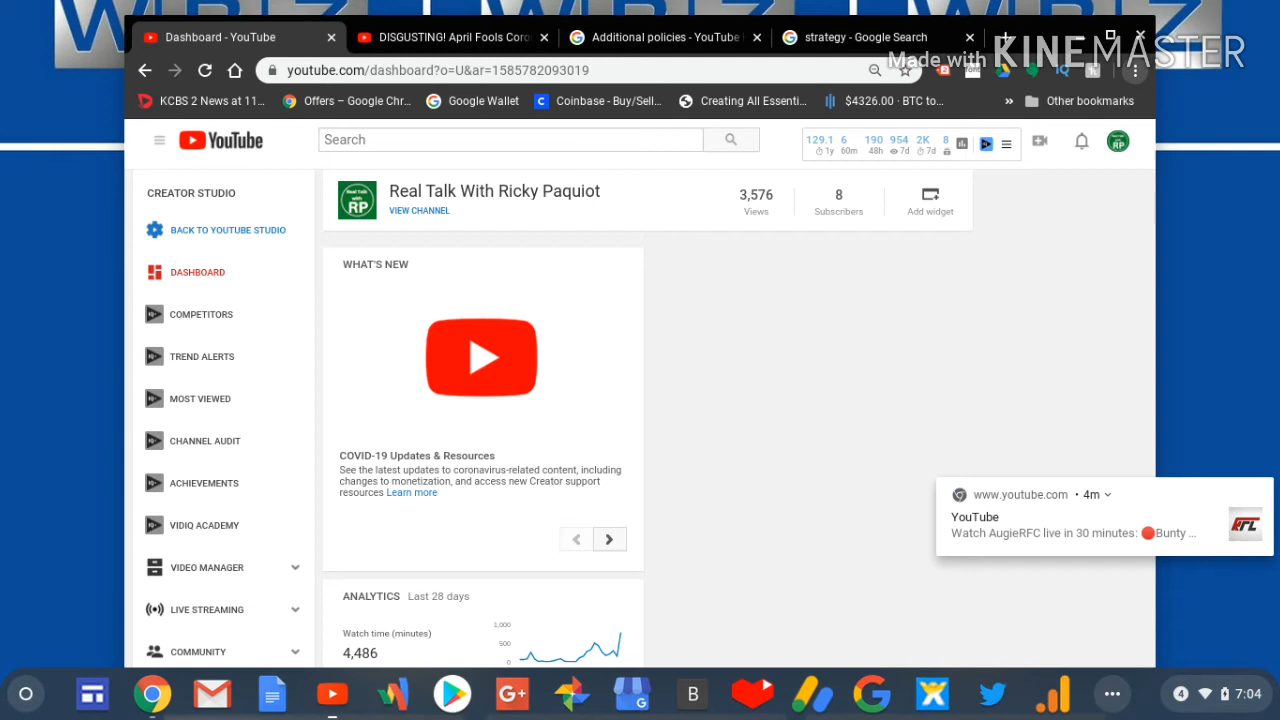 Dashboard - YouTube
DISGUSTING! April Fools Coro
Additional policies - YouTube
strategy - Google Search
Made with KINEMASTER
youtube.com/dashboard?o=U&ar=1585782093019
KCBS 2 News at 11...
Offers – Google Chr...
Google Wallet
Coinbase - Buy/Sell...
Creating All Essenti...
$4326.00 · BTC to...
»
Other bookmarks
YouTube
Search
129.1 6 190 954 2K 8
1y 60m 48h 7d 7d
Real Talk with RP
CREATOR STUDIO
BACK TO YOUTUBE STUDIO
DASHBOARD
COMPETITORS
TREND ALERTS
MOST VIEWED
CHANNEL AUDIT
ACHIEVEMENTS
VIDIQ ACADEMY
VIDEO MANAGER
LIVE STREAMING
COMMUNITY
Real Talk With Ricky Paquiot
VIEW CHANNEL
3,576
Views
8
Subscribers
Add widget
WHAT'S NEW
COVID-19 Updates & Resources
See the latest updates to coronavirus-related content, including
changes to monetization, and access new Creator support
resources Learn more
ANALYTICS Last 28 days
Watch time (minutes)
4,486
1,000
500
0
www.youtube.com • 4m
YouTube
Watch AugieRFC live in 30 minutes: 🔴Bunty ...
4 7:04